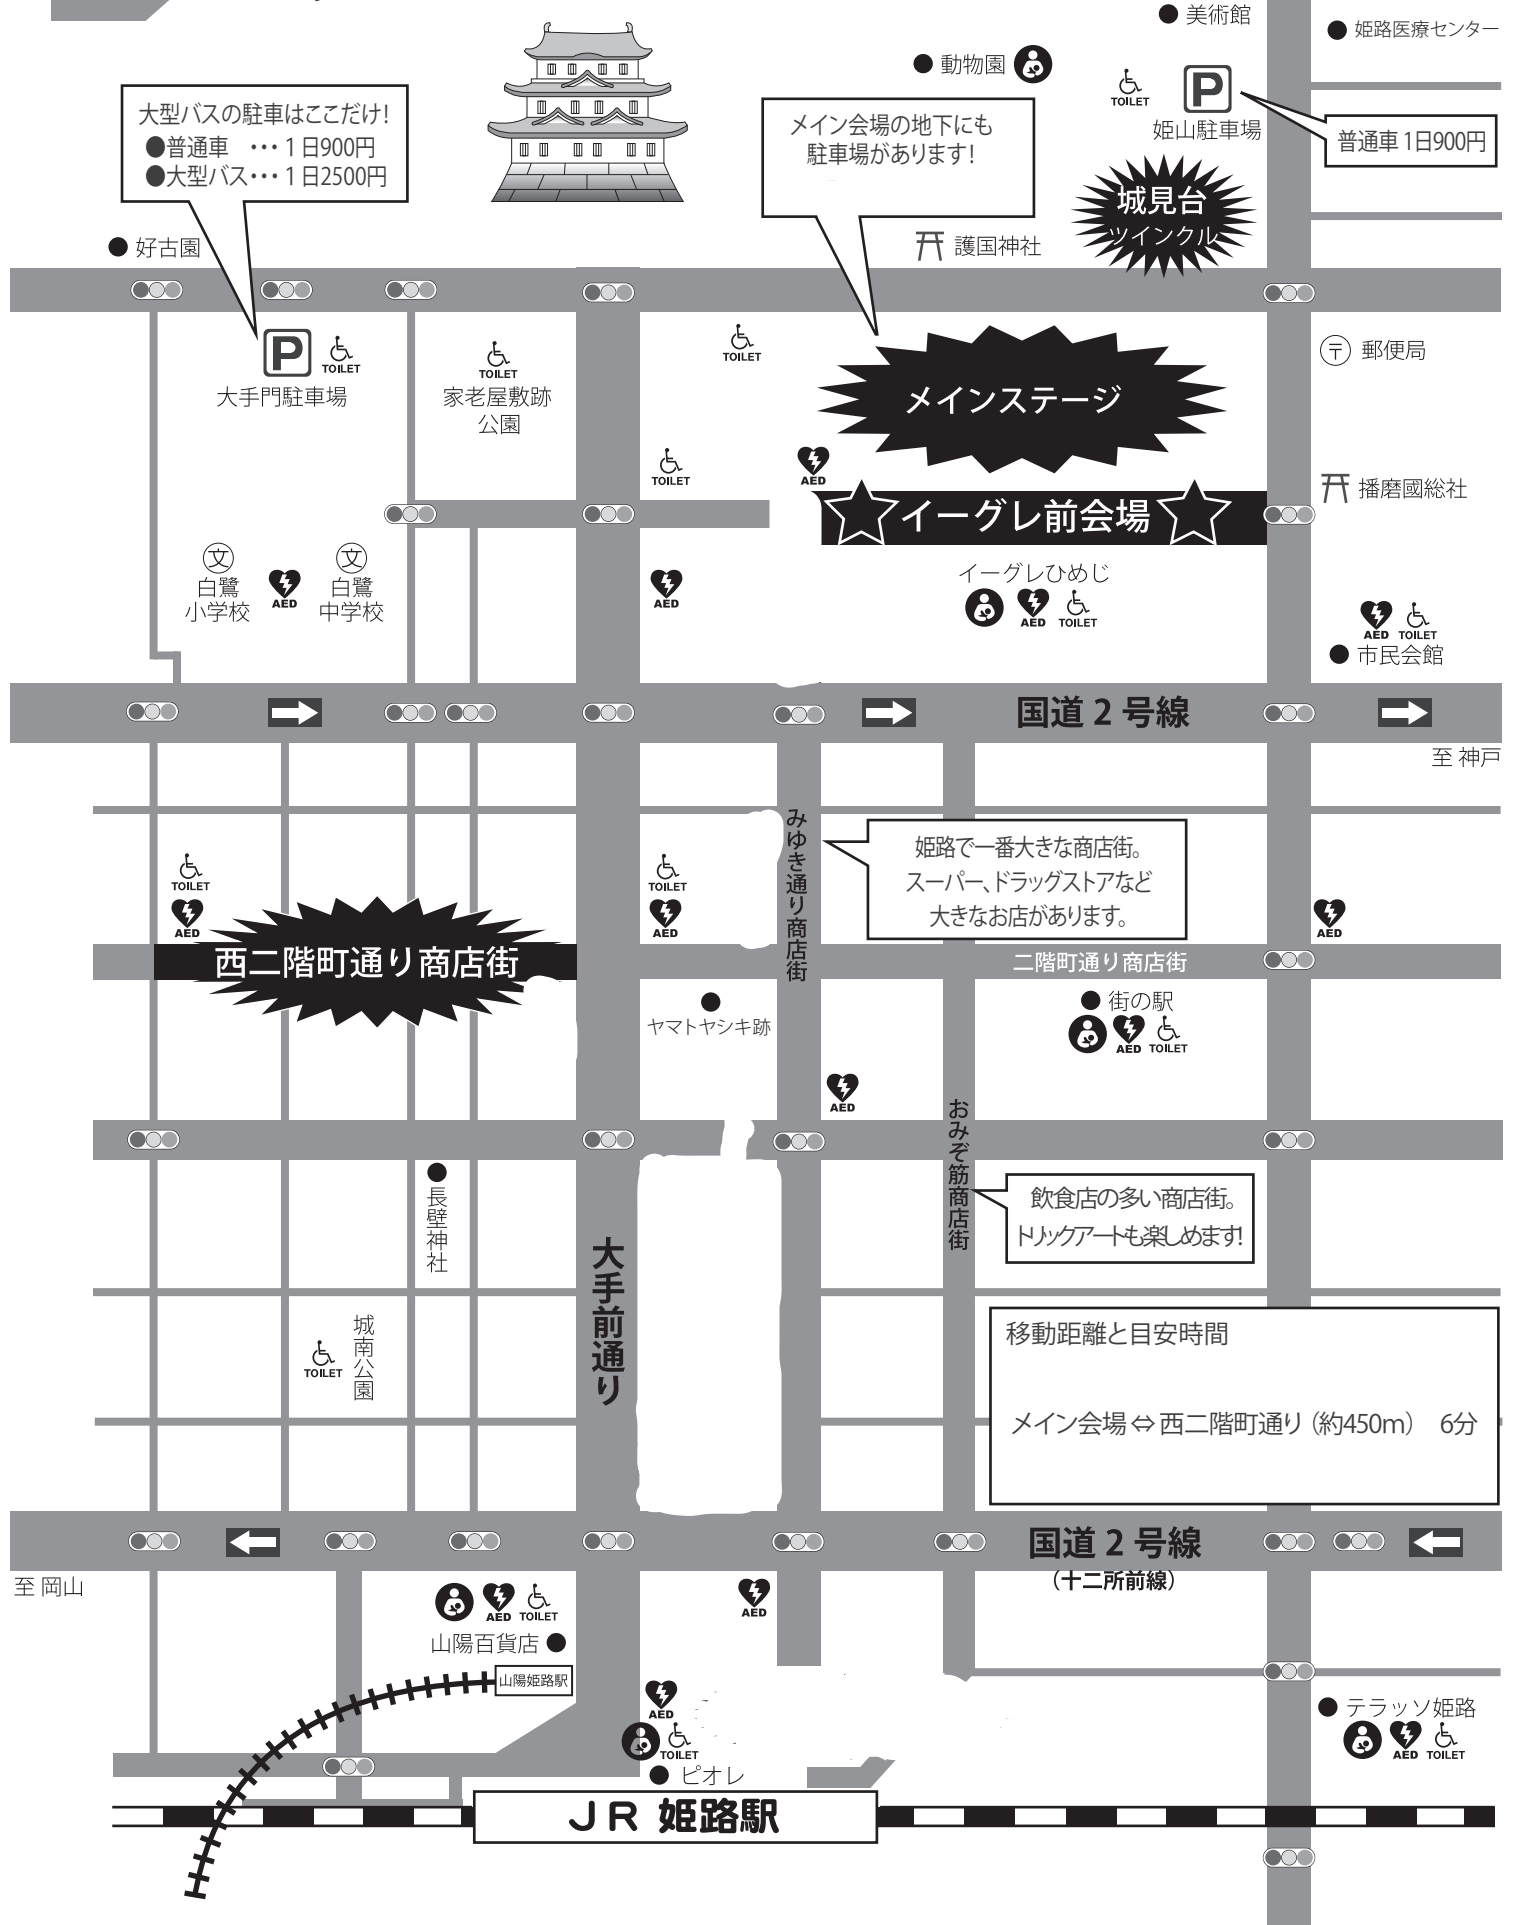 美術館
姫路医療センター
動物園
TOILET
P
姫山駐車場
普通車 1日900円
大型バスの駐車はここだけ!
●普通車 ・・・1日900円
●大型バス・・・1日2500円
メイン会場の地下にも
駐車場があります!
城見台
ツインクル
好古園
護国神社
P
TOILET
大手門駐車場
TOILET
家老屋敷跡
公園
TOILET
〒 郵便局
メインステージ
TOILET
AED
イーグレ前会場
播磨國総社
文
白鷺
小学校
AED
文
白鷺
中学校
AED
イーグレひめじ
AED
TOILET
AED
TOILET
市民会館
国道2号線
至 神戸
みゆき通り商店街
姫路で一番大きな商店街。
スーパー、ドラッグストアなど
大きなお店があります。
TOILET
AED
TOILET
AED
AED
西二階町通り商店街
二階町通り商店街
ヤマトヤシキ跡
街の駅
AED
TOILET
AED
おみぞ筋商店街
長壁神社
飲食店の多い商店街。
トリックアートも楽しめます!
大手前通り
城南公園
TOILET
移動距離と目安時間
メイン会場⇔西二階町通り(約450m) 6分
国道2号線
(十二所前線)
至 岡山
AED
TOILET
山陽百貨店
AED
山陽姫路駅
AED
TOILET
ピオレ
テラッソ姫路
AED
TOILET
JR 姫路駅